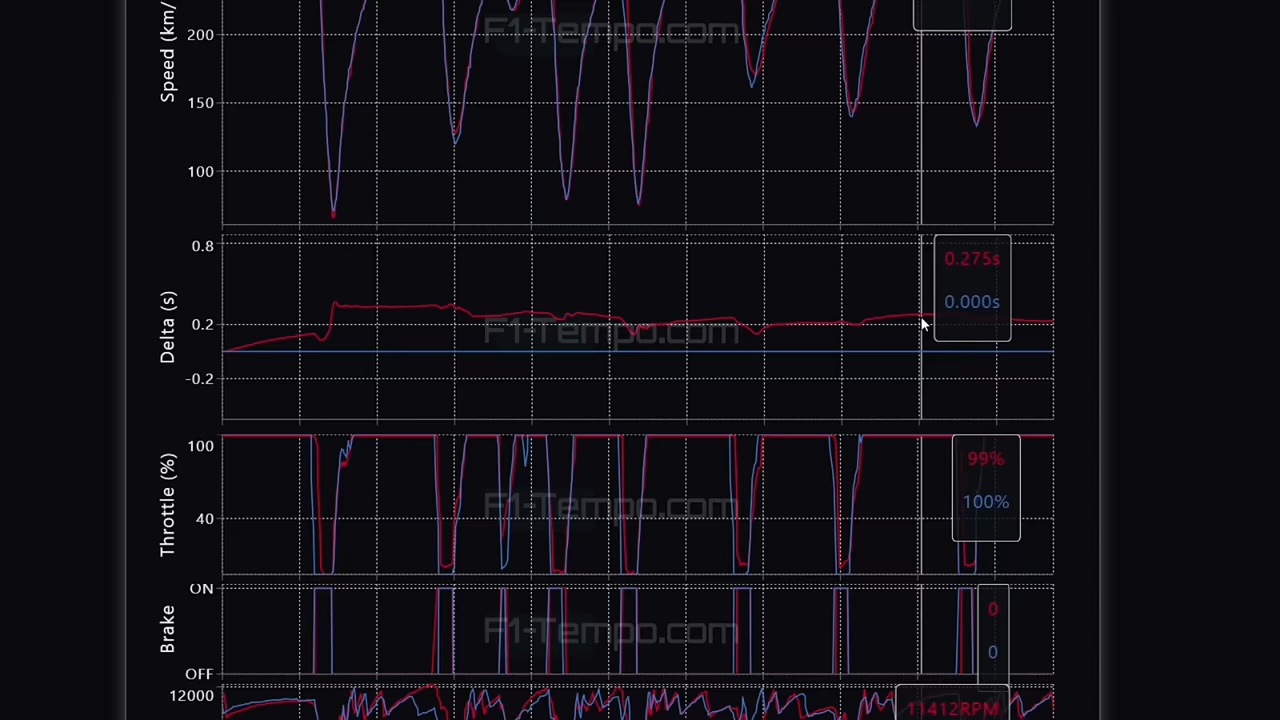 F1-Tempo.com
Speed (km/
200
150
100
Delta (s)
0.8
0.2
-0.2
0.275s
0.000s
F1-Tempo.com
Throttle (%)
100
40
99%
100%
F1-Tempo.com
Brake
ON
OFF
0
0
F1-Tempo.com
12000
11412RPM